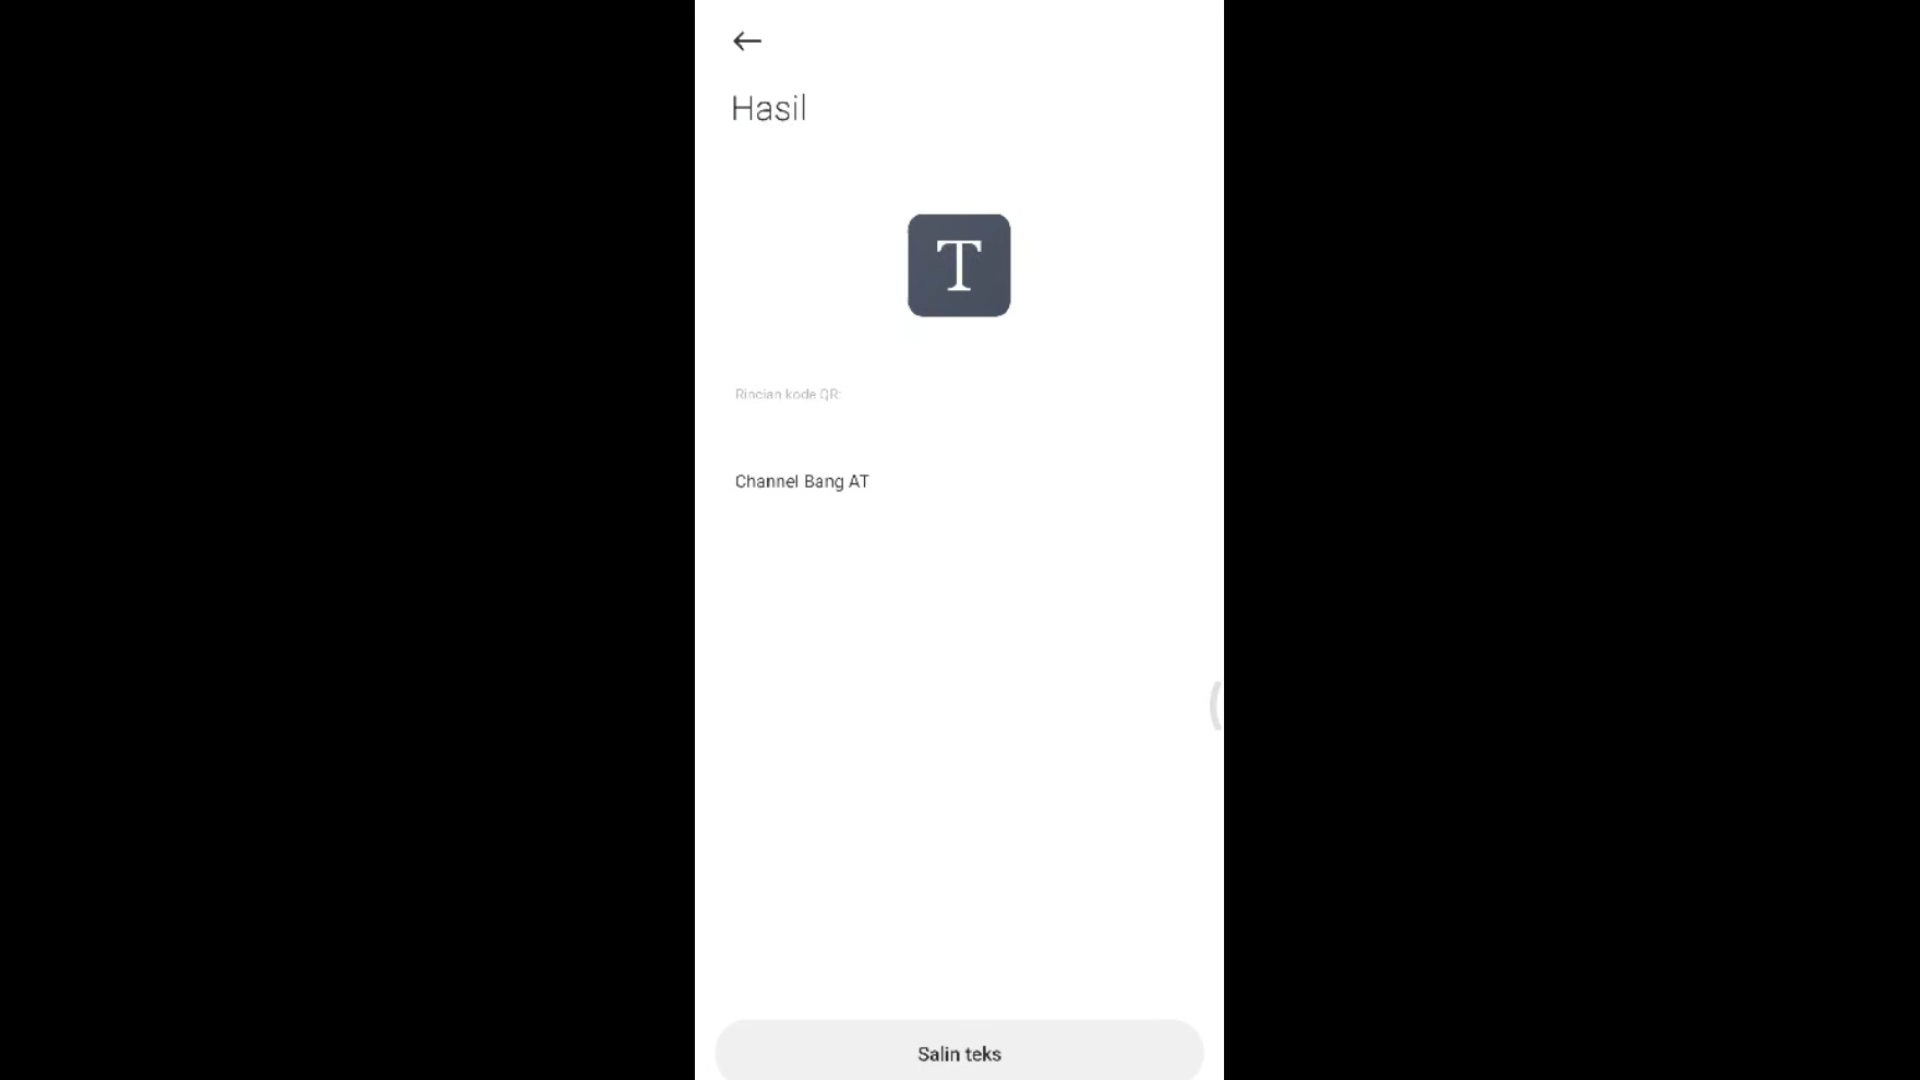 Hasil
T
Rincian kode QR:
Channel Bang AT
Salin teks